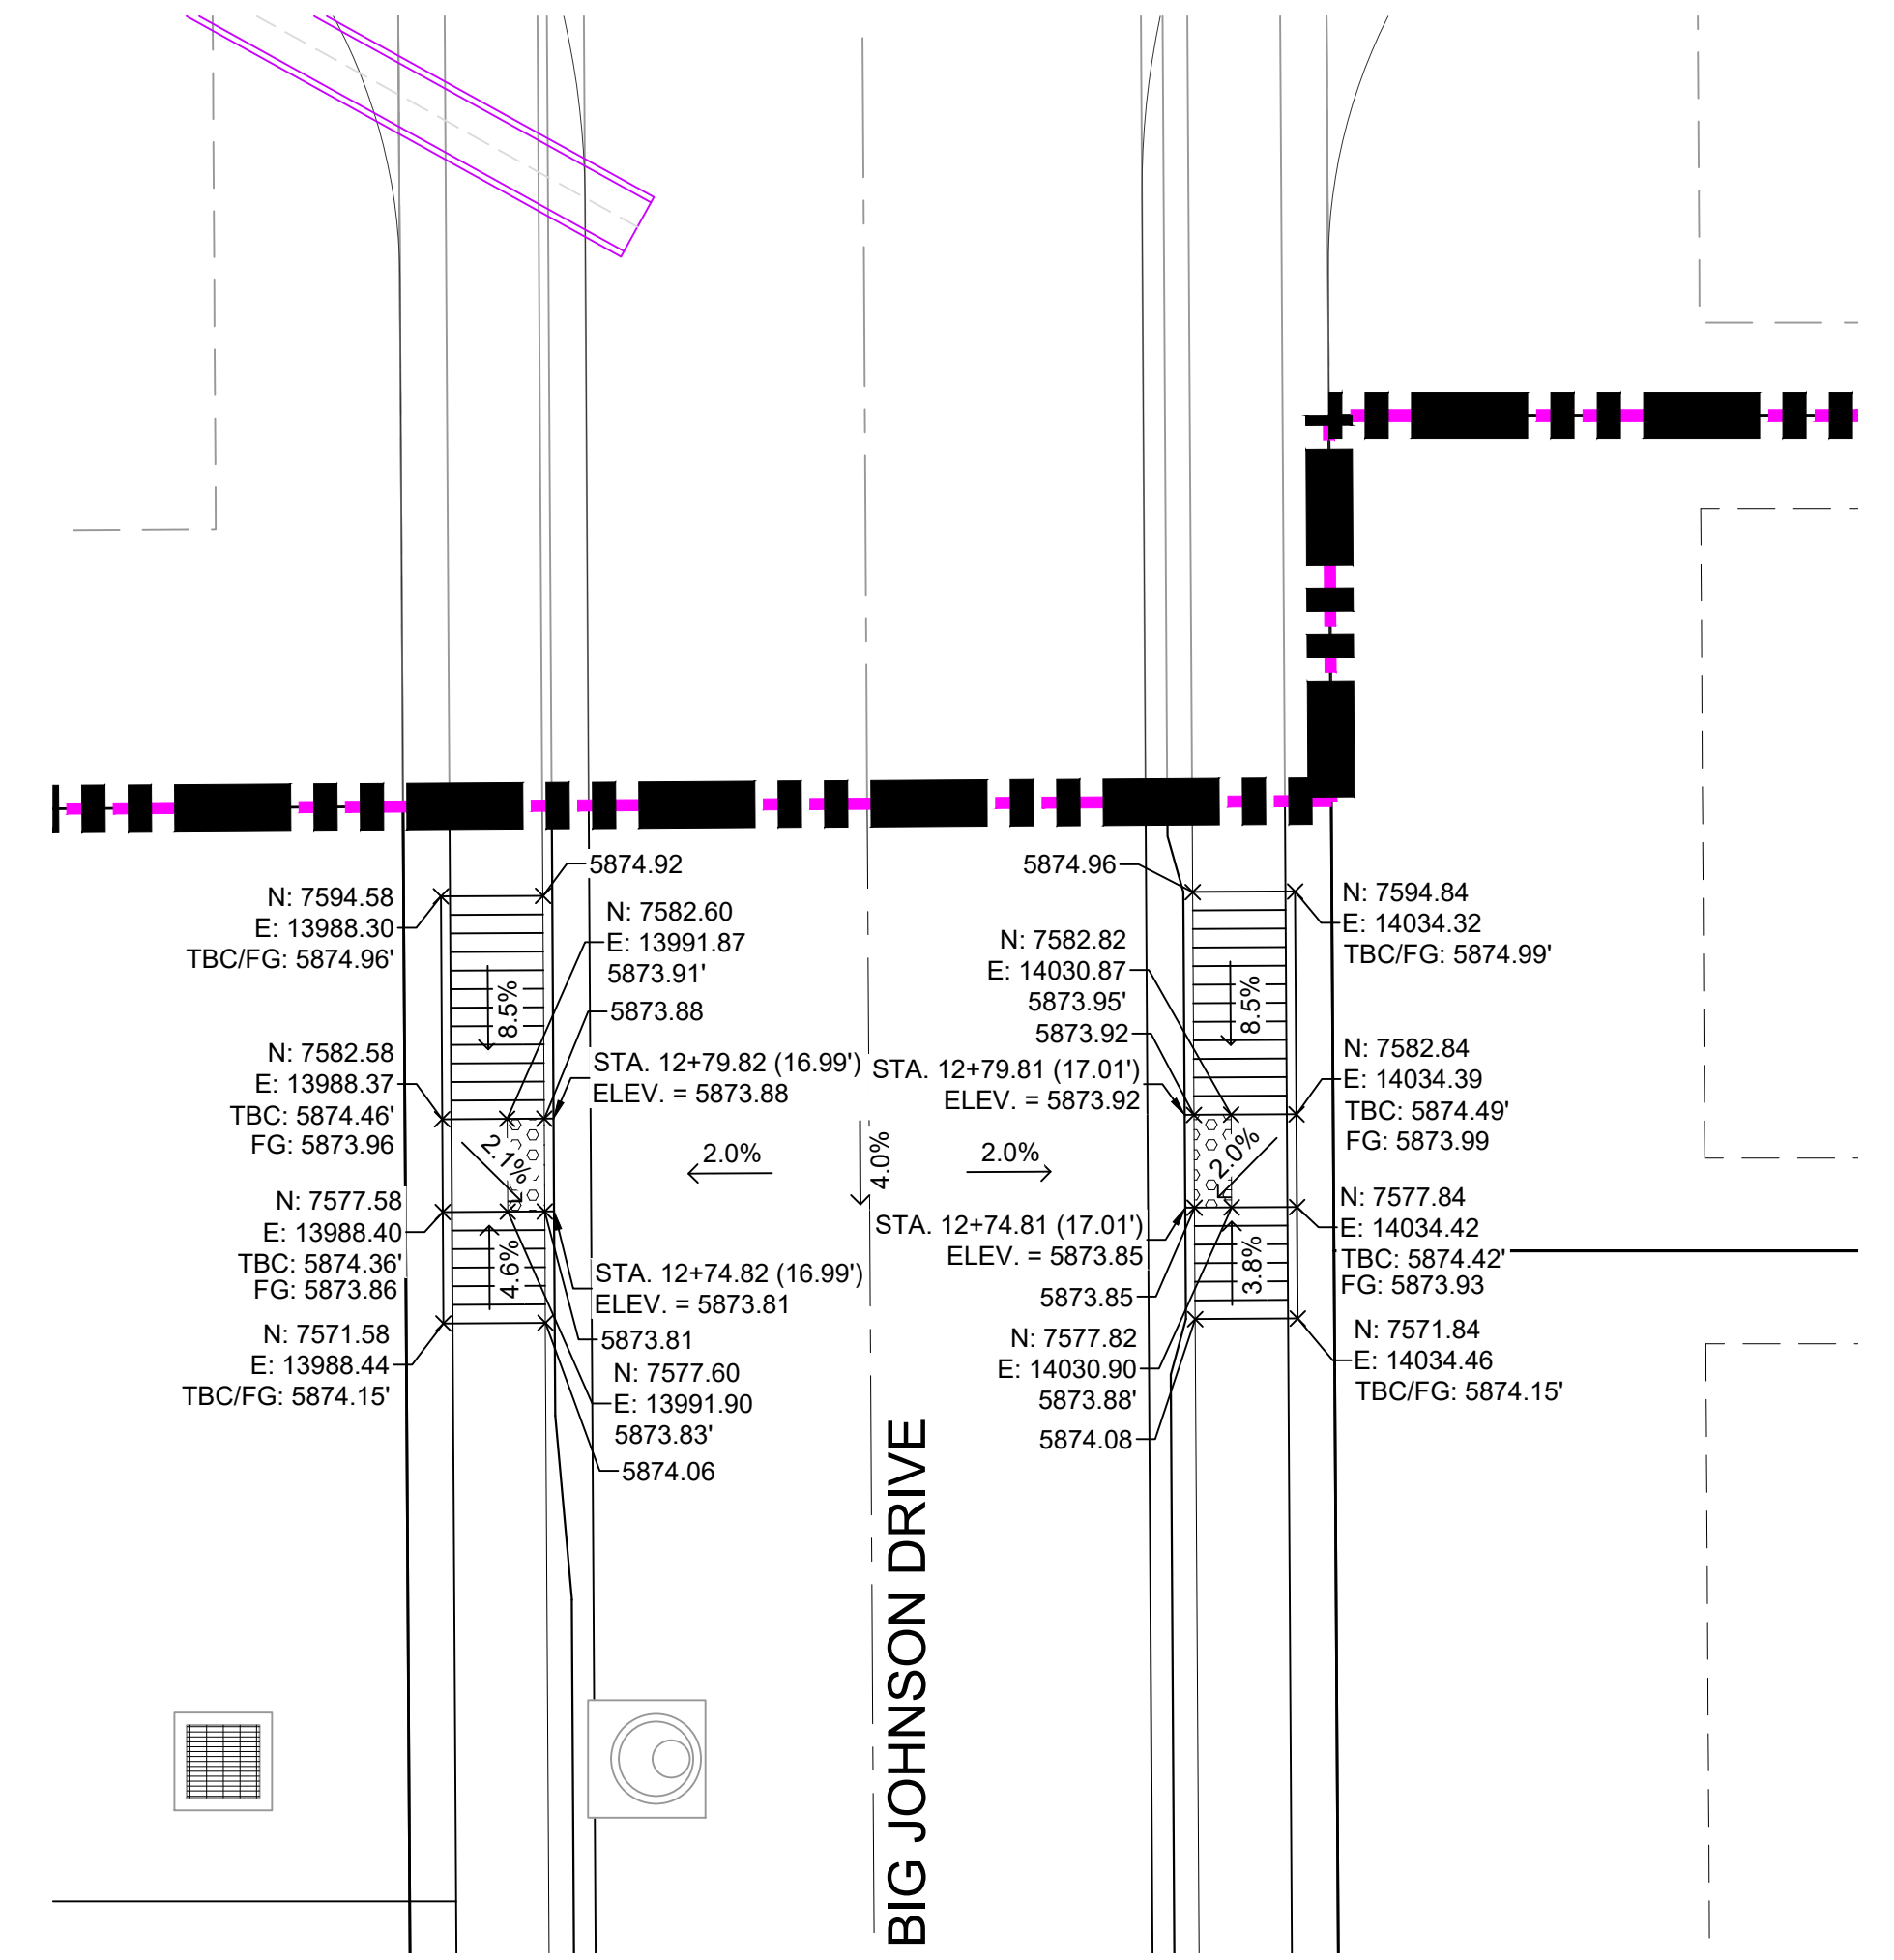 5874.92
N: 7594.58
E: 13988.30
TBC/FG: 5874.96'
N: 7582.60
E: 13991.87
5873.91'
5873.88
8.5%
N: 7582.58
E: 13988.37
TBC: 5874.46'
FG: 5873.96
STA. 12+79.82 (16.99')
ELEV. = 5873.88
2.1%
N: 7577.58
E: 13988.40
TBC: 5874.36'
FG: 5873.86
4.6%
STA. 12+74.82 (16.99')
ELEV. = 5873.81
5873.81
N: 7571.58
E: 13988.44
TBC/FG: 5874.15'
N: 7577.60
E: 13991.90
5873.83'
5874.06
2.0%
4.0%
2.0%
5874.96
N: 7594.84
E: 14034.32
TBC/FG: 5874.99'
N: 7582.82
E: 14030.87
5873.95'
5873.92
8.5%
STA. 12+79.81 (17.01')
ELEV. = 5873.92
N: 7582.84
E: 14034.39
TBC: 5874.49'
FG: 5873.99
2.0%
STA. 12+74.81 (17.01')
ELEV. = 5873.85
N: 7577.84
E: 14034.42
TBC: 5874.42'
FG: 5873.93
3.8%
5873.85
N: 7577.82
E: 14030.90
5873.88'
5874.08
N: 7571.84
E: 14034.46
TBC/FG: 5874.15'
BIG JOHNSON DRIVE